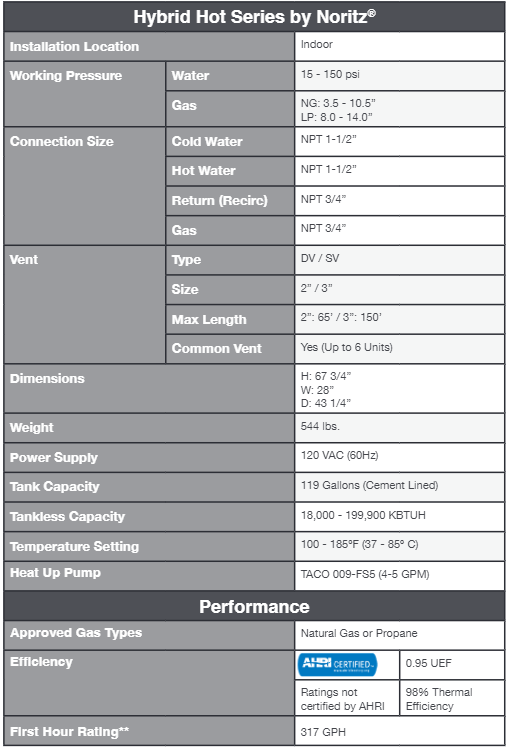 Hybrid Hot Series by Noritz®
Installation Location Indoor
Working Pressure Water 15 - 150 psi
Gas NG: 3.5 - 10.5”
LP: 8.0 - 14.0”
Connection Size Cold Water NPT 1-1/2”
Hot Water NPT 1-1/2”
Return (Recirc) NPT 3/4”
Gas NPT 3/4”
Vent Type DV / SV
Size 2” / 3”
Max Length 2”: 65’ / 3”: 150’
Common Vent Yes (Up to 6 Units)
Dimensions H: 67 3/4”
W: 28”
D: 43 1/4”
Weight 544 lbs.
Power Supply 120 VAC (60Hz)
Tank Capacity 119 Gallons (Cement Lined)
Tankless Capacity 18,000 - 199,900 KBTUH
Temperature Setting 100 - 185ºF (37 - 85º C)
Heat Up Pump TACO 009-FS5 (4-5 GPM)
Performance
Approved Gas Types Natural Gas or Propane
Efficiency AHRI CERTIFIED 0.95 UEF
Ratings not 98% Thermal
certified by AHRI Efficiency
First Hour Rating** 317 GPH